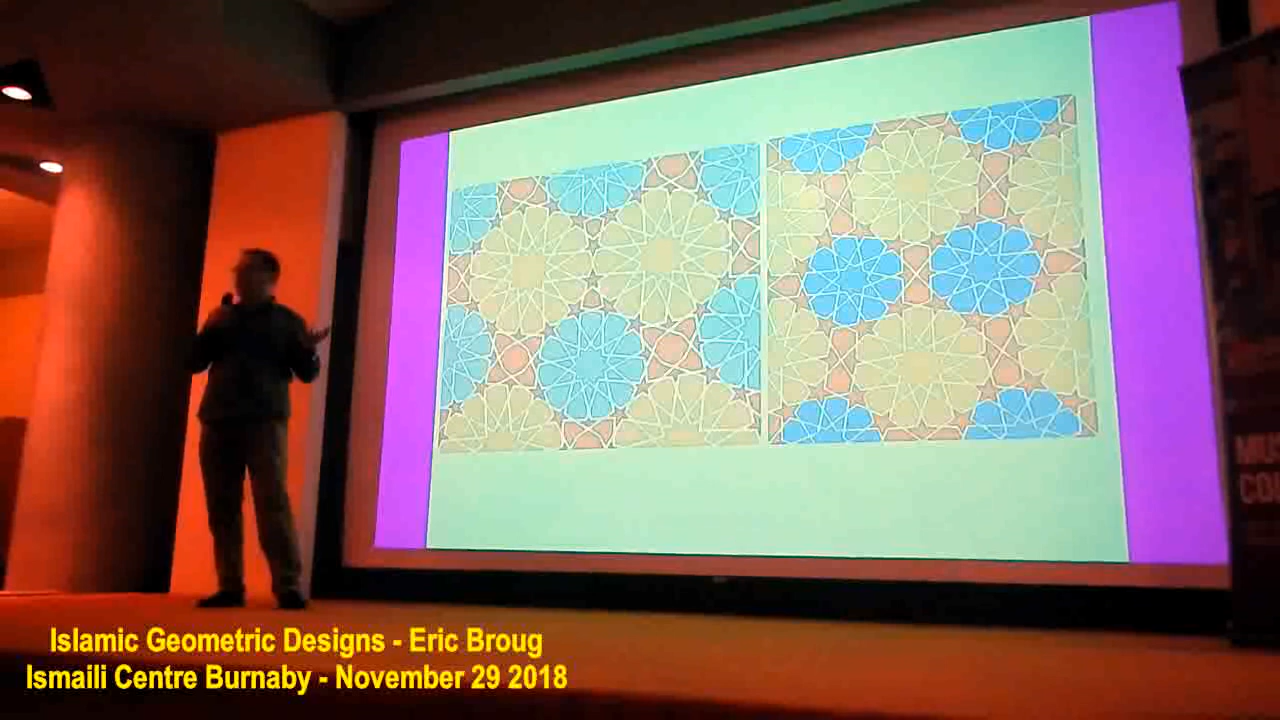 Islamic Geometric Designs - Eric Broug
Ismaili Centre Burnaby - November 29 2018